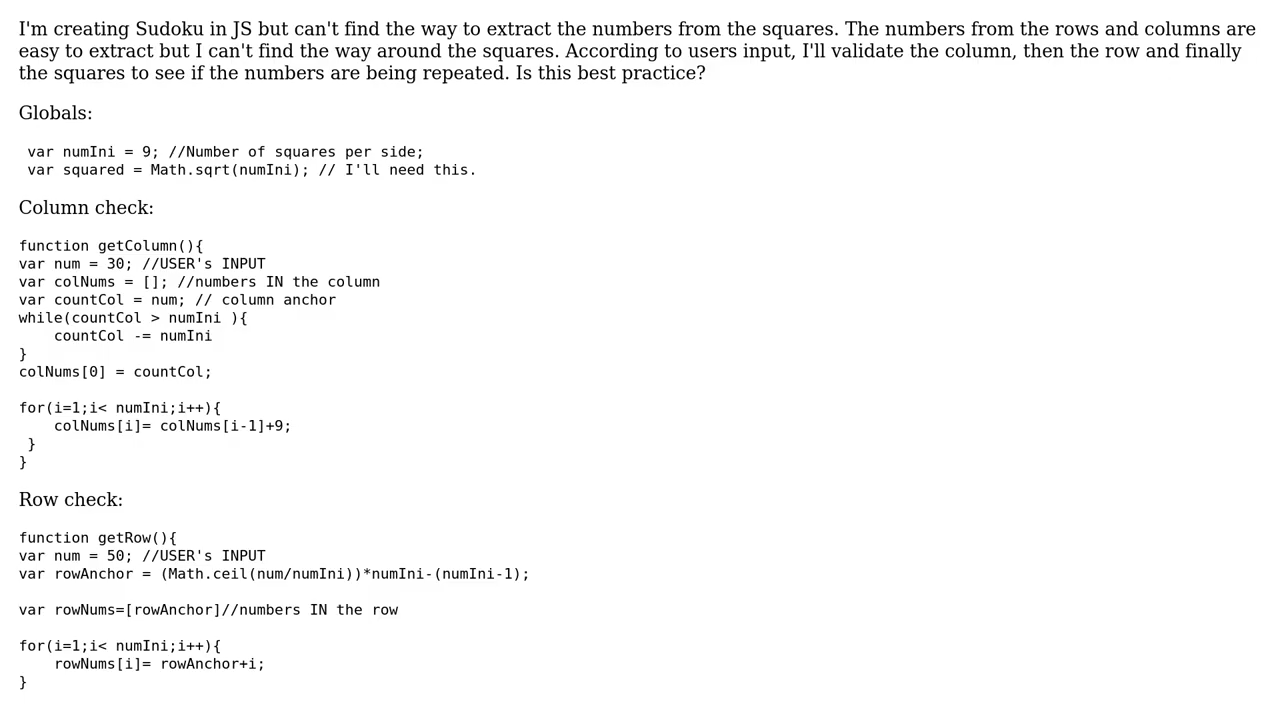 I'm creating Sudoku in JS but can't find the way to extract the numbers from the squares. The numbers from the rows and columns are
easy to extract but I can't find the way around the squares. According to users input, I'll validate the column, then the row and finally
the squares to see if the numbers are being repeated. Is this best practice?
Globals:
var numIni = 9; //Number of squares per side;
var squared = Math.sqrt(numIni); // I'll need this.
Column check:
function getColumn(){
var num = 30; //USER's INPUT
var colNums = []; //numbers IN the column
var countCol = num; // column anchor
while(countCol > numIni ){
    countCol -= numIni
}
colNums[0] = countCol;
for(i=1;i< numIni;i++){
    colNums[i]= colNums[i-1]+9;
 }
}
Row check:
function getRow(){
var num = 50; //USER's INPUT
var rowAnchor = (Math.ceil(num/numIni))*numIni-(numIni-1);
var rowNums=[rowAnchor]//numbers IN the row
for(i=1;i< numIni;i++){
    rowNums[i]= rowAnchor+i;
}